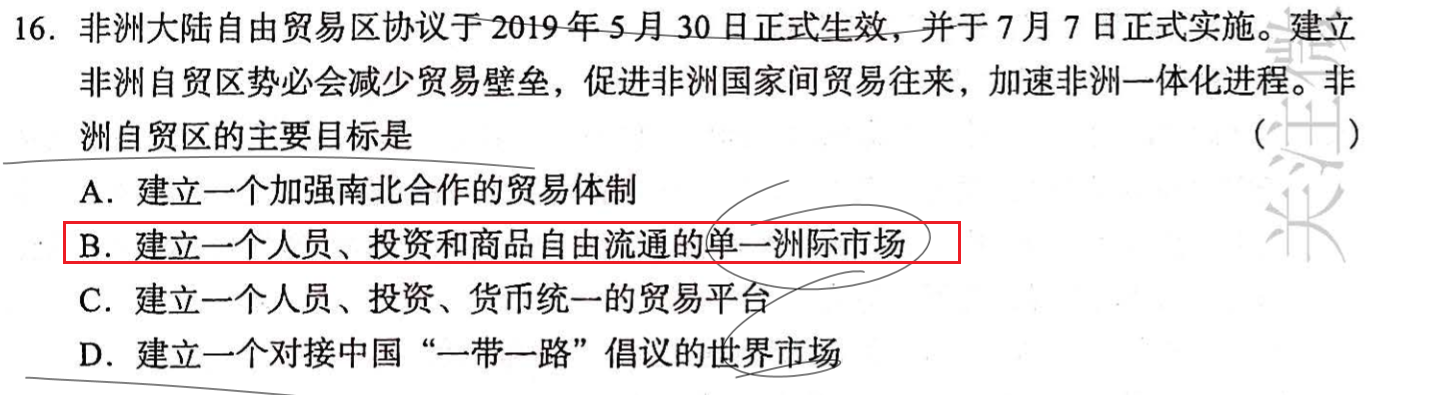 16. 非洲大陆自由贸易区协议于 2019 年 5 月 30 日正式生效，并于 7 月 7 日正式实施。建立
非洲自贸区势必会减少贸易壁垒，促进非洲国家间贸易往来，加速非洲一体化进程。非
洲自贸区的主要目标是 （ ）
A. 建立一个加强南北合作的贸易体制
B. 建立一个人员、投资和商品自由流通的单一洲际市场
C. 建立一个人员、投资、货币统一的贸易平台
D. 建立一个对接中国“一带一路”倡议的世界市场
关注微